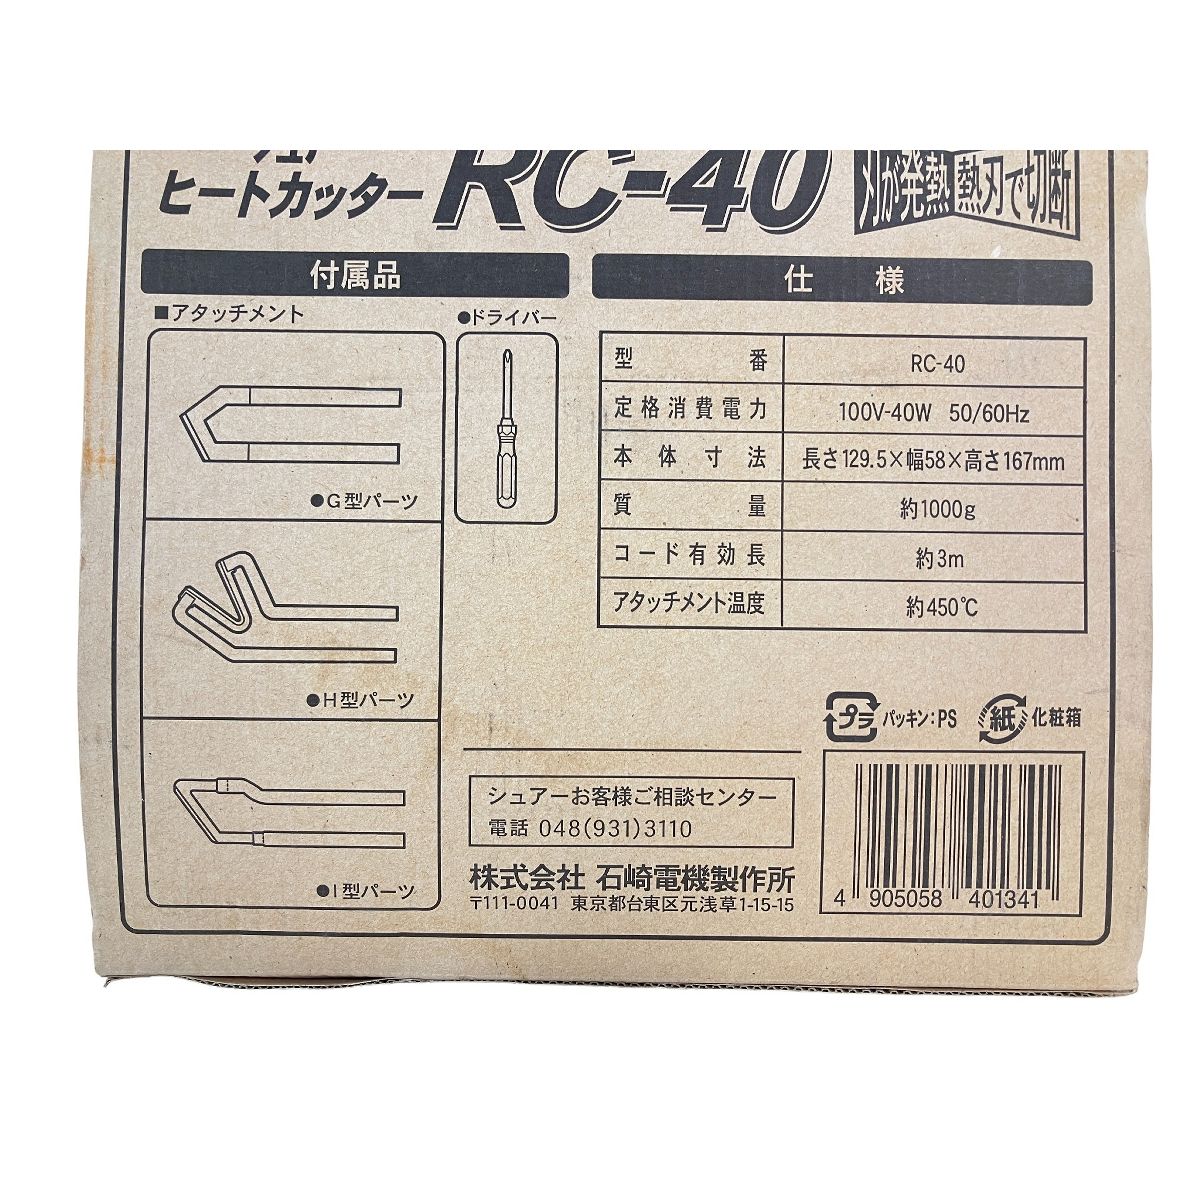 シュアー
ヒートカッター RC-40
刃が発熱 熱刃で切断
付属品
■アタッチメント
●ドライバー
●G型パーツ
●H型パーツ
●I型パーツ
仕様
型番 RC-40
定格消費電力 100V-40W 50/60Hz
本体寸法 長さ129.5×幅58×高さ167mm
質量 約1000g
コード有効長 約3m
アタッチメント温度 約450℃
プラ パッキン:PS 紙 化粧箱
シュアーお客様ご相談センター
電話 048(931)3110
株式会社 石崎電機製作所
〒111-0041 東京都台東区元浅草1-15-15
4 905058 401341